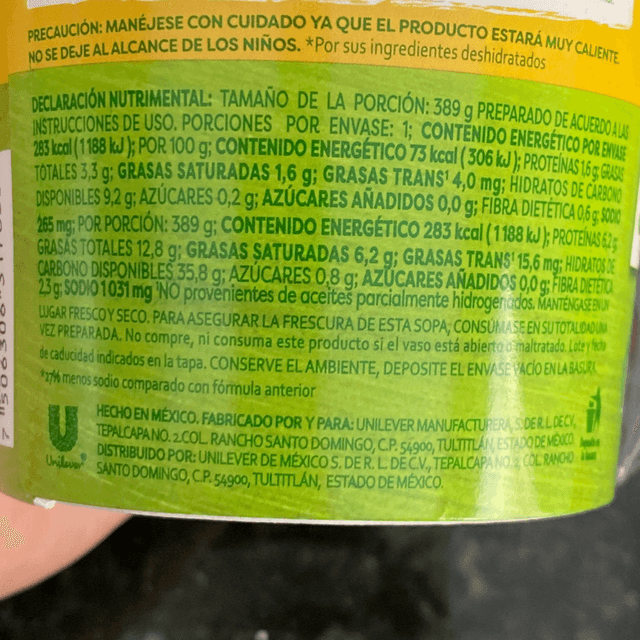 PRECAUCIÓN: MANÉJESE CON CUIDADO YA QUE EL PRODUCTO ESTARÁ MUY CALIENTE.
NO SE DEJE AL ALCANCE DE LOS NIÑOS. *Por sus ingredientes deshidratados
DECLARACIÓN NUTRIMENTAL: TAMAÑO DE LA PORCIÓN: 389 g PREPARADO DE ACUERDO A LAS
INSTRUCCIONES DE USO. PORCIONES POR ENVASE: 1; CONTENIDO ENERGÉTICO POR ENVASE
283 kcal (1188 kJ); POR 100 g; CONTENIDO ENERGÉTICO 73 kcal (306 kJ); PROTEÍNAS 1,6 g; GRASAS
TOTALES 3,3 g; GRASAS SATURADAS 1,6 g; GRASAS TRANS¹ 4,0 mg; HIDRATOS DE CARBONO
DISPONIBLES 9,2 g; AZÚCARES 0,2 g; AZÚCARES AÑADIDOS 0,0 g; FIBRA DIETÉTICA 0,6 g; SODIO
265 mg; POR PORCIÓN: 389 g; CONTENIDO ENERGÉTICO 283 kcal (1188 kJ); PROTEÍNAS 6,2 g
GRASAS TOTALES 12,8 g; GRASAS SATURADAS 6,2 g; GRASAS TRANS¹ 15,6 mg; HIDRATOS DE
CARBONO DISPONIBLES 35,8 g; AZÚCARES 0,8 g; AZÚCARES AÑADIDOS 0,0 g; FIBRA DIETÉTICA
2,3 g; SODIO 1031 mg ¹NO provenientes de aceites parcialmente hidrogenados. MANTÉNGASE EN UN
LUGAR FRESCO Y SECO. PARA ASEGURAR LA FRESCURA DE ESTA SOPA, CONSÚMASE EN SU TOTALIDAD UNA
VEZ PREPARADA. No compre, ni consuma este producto si el vaso está abierto o maltratado. Lote y fecha
de caducidad indicados en la tapa. CONSERVE EL AMBIENTE, DEPOSITE EL ENVASE VACÍO EN LA BASURA.
*27% menos sodio comparado con fórmula anterior
Unilever
HECHO EN MÉXICO. FABRICADO POR Y PARA: UNILEVER MANUFACTURERA, S. DE R.L. DE C.V.,
TEPALCAPA NO. 2. COL. RANCHO SANTO DOMINGO, C.P. 54900, TULTITLÁN, ESTADO DE MÉXICO.
DISTRIBUIDO POR: UNILEVER DE MÉXICO S. DE R. L. DE C.V., TEPALCAPA NO. 2, COL. RANCHO
SANTO DOMINGO, C.P. 54900, TULTITLÁN, ESTADO DE MÉXICO.